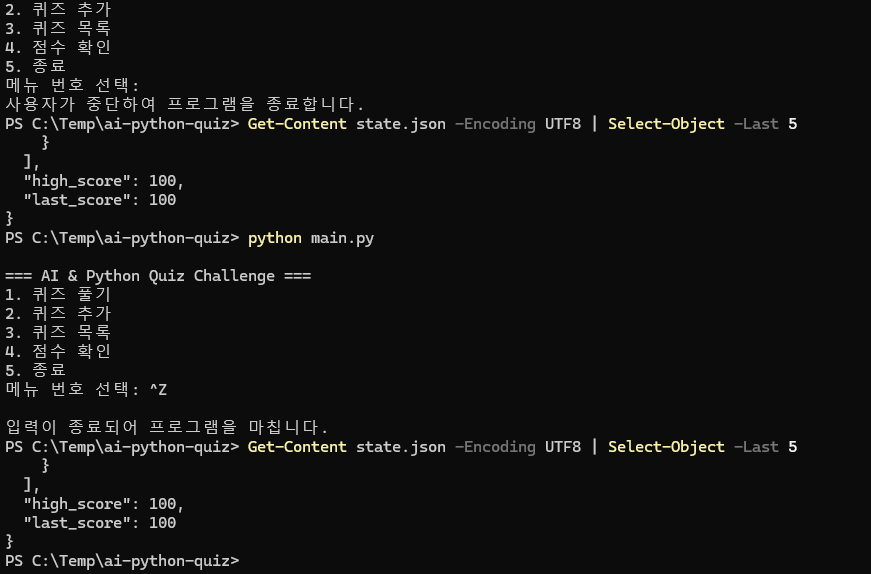 2. 퀴즈 추가
3. 퀴즈 목록
4. 점수 확인
5. 종료
메뉴 번호 선택:
사용자가 중단하여 프로그램을 종료합니다.
PS C:\Temp\ai-python-quiz> Get-Content state.json -Encoding UTF8 | Select-Object -Last 5
    }
  ],
  "high_score": 100,
  "last_score": 100
}
PS C:\Temp\ai-python-quiz> python main.py
=== AI & Python Quiz Challenge ===
1. 퀴즈 풀기
2. 퀴즈 추가
3. 퀴즈 목록
4. 점수 확인
5. 종료
메뉴 번호 선택: ^Z
입력이 종료되어 프로그램을 마칩니다.
PS C:\Temp\ai-python-quiz> Get-Content state.json -Encoding UTF8 | Select-Object -Last 5
    }
  ],
  "high_score": 100,
  "last_score": 100
}
PS C:\Temp\ai-python-quiz>